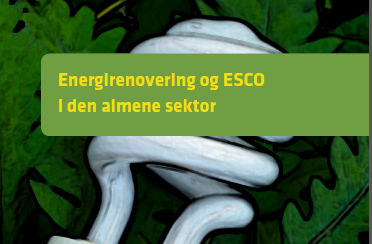 Energirenovering og ESCO
i den almene sektor